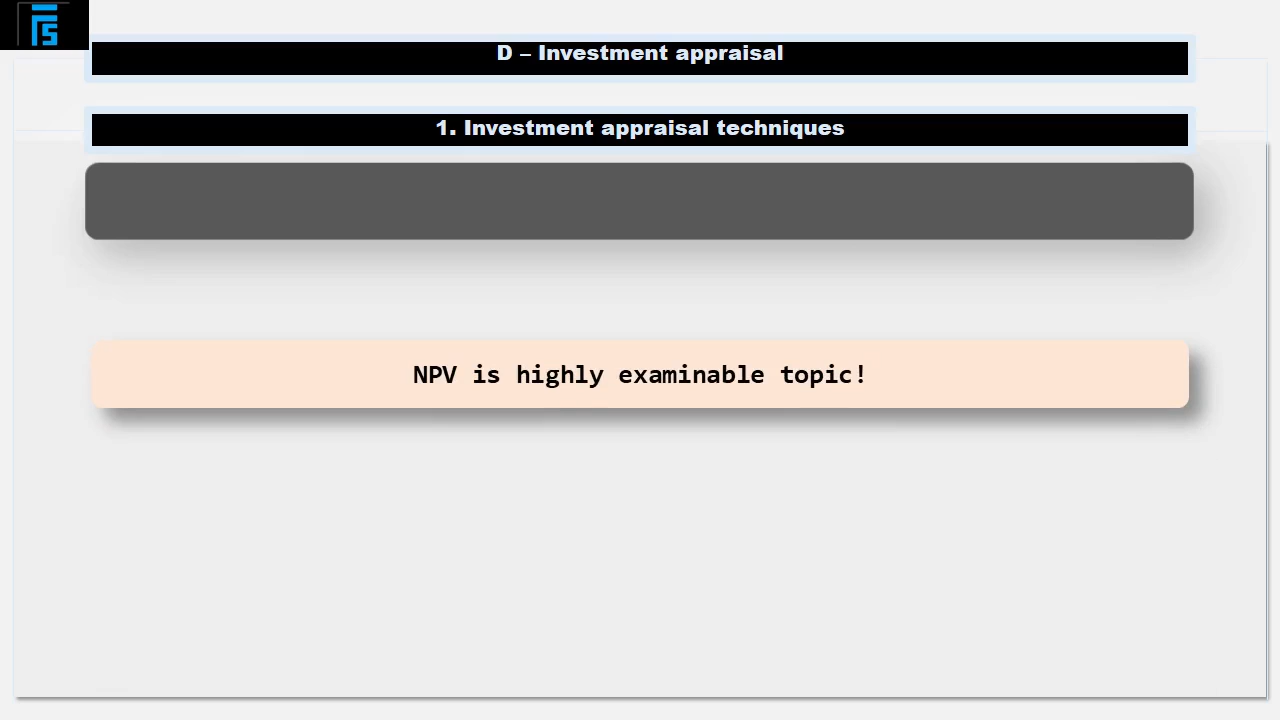 D – Investment appraisal
1. Investment appraisal techniques
NPV is highly examinable topic!